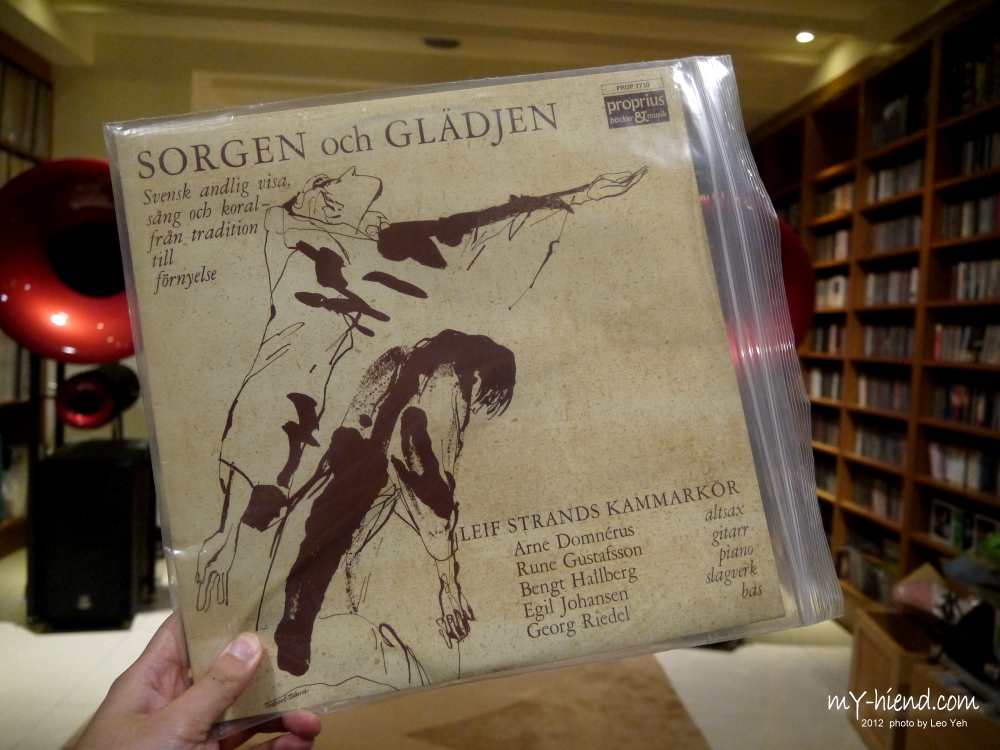 PROP 7719
proprius
böcker & musik
SORGEN och GLÄDJEN
Svensk andlig visa,
sång och koral–
från tradition
till
förnyelse
LEIF STRANDS KAMMARKÖR
Arne Domnérus altsax
Rune Gustafsson gitarr
Bengt Hallberg piano
Egil Johansen slagverk
Georg Riedel bas
mY-hiend.com
2012 photo by Leo Yeh